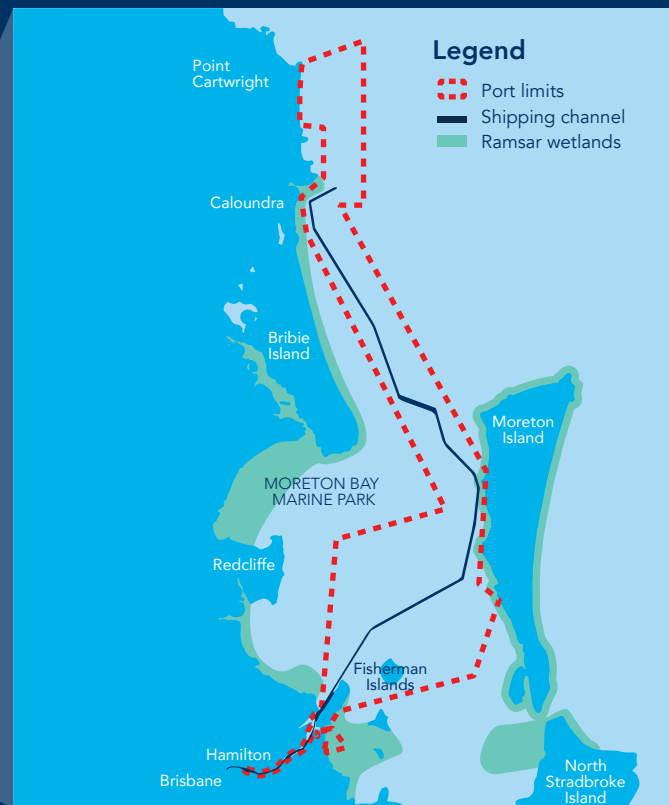 Legend
Port limits
Shipping channel
Ramsar wetlands
Point
Cartwright
Caloundra
Bribie
Island
Moreton
Island
MORETON BAY
MARINE PARK
Redcliffe
Fisherman
Islands
Hamilton
Brisbane
North
Stradbroke
Island